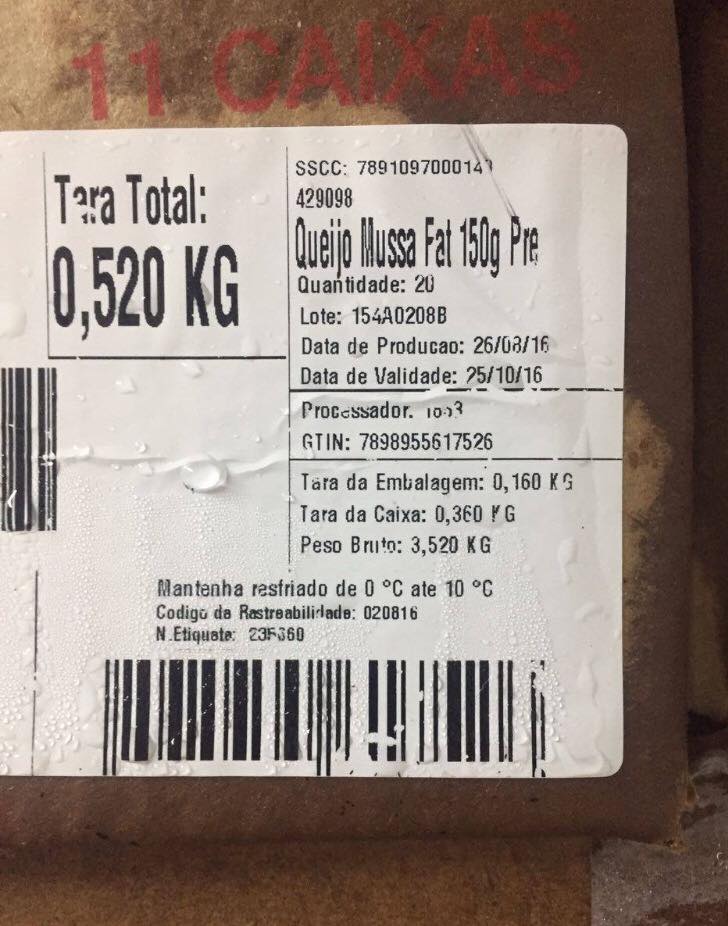 11 CAIXAS
Tara Total:
0,520 KG
SSCC:
429098
Queijo Mussa Fat 150g Pre
Quantidade: 20
Lote: 154A0208B
Data de Producao: 26/08/16
Data de Validade: 25/10/16
Processador.
GTIN: 7898955617526
Tara da Embalagem: 0,160 KG
Tara da Caixa: 0,360 KG
Peso Bruto: 3,520 KG
Mantenha resfriado de 0 °C ate 10 °C
Codigo de Rastreabilidade: 020816
N.Etiqueta: